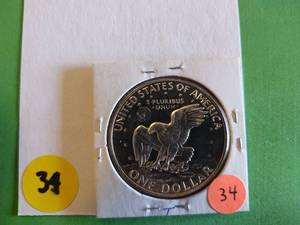 UNITED STATES OF AMERICA
E PLURIBUS
UNUM
ONE DOLLAR
34
34